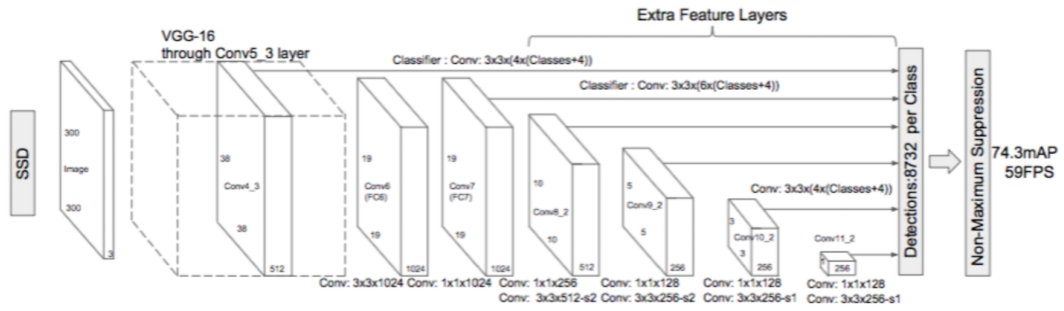 Extra Feature Layers
VGG-16
through Conv5_3 layer
Classifier : Conv: 3x3x(4x(Classes+4))
Classifier : Conv: 3x3x(6x(Classes+4))
SSD
300
Image
300
3
38
Conv4_3
38
512
19
Conv6
(FC6)
19
1024
19
Conv7
(FC7)
19
1024
10
Conv8_2
10
512
5
Conv9_2
5
256
Conv: 3x3x(4x(Classes+4))
3
Conv10_2
3
256
Conv11_2
256
Detections:8732 per Class
Non-Maximum Suppression
74.3mAP
59FPS
Conv: 3x3x1024
Conv: 1x1x1024
Conv: 1x1x256
Conv: 3x3x512-s2
Conv: 1x1x128
Conv: 3x3x256-s2
Conv: 1x1x128
Conv: 3x3x256-s1
Conv: 1x1x128
Conv: 3x3x256-s1